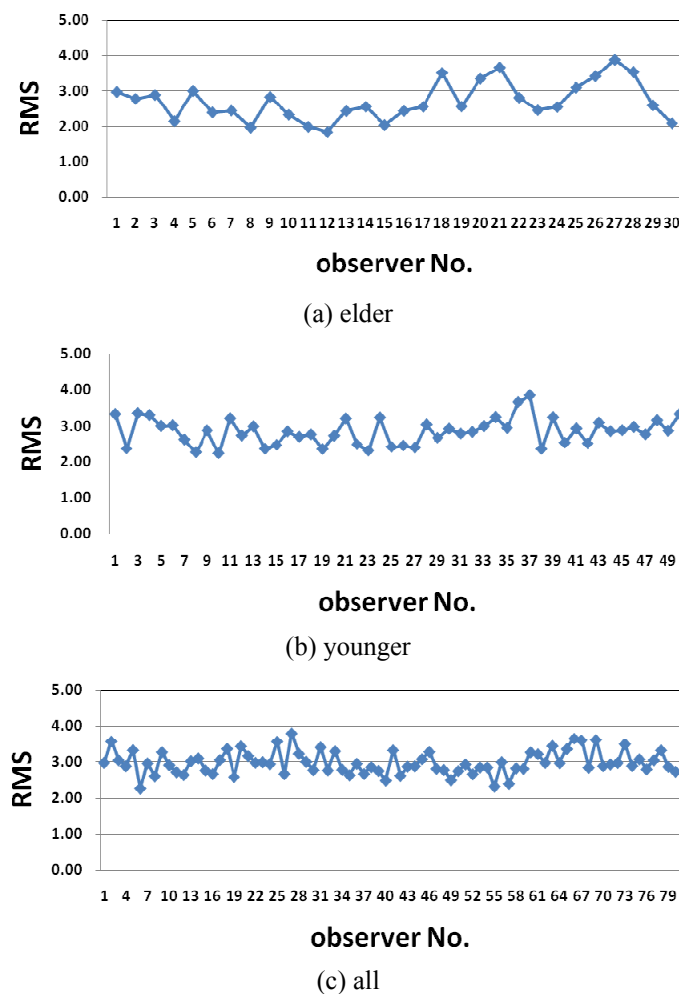 5.00
4.00
3.00
2.00
1.00
0.00
RMS
1 2 3 4 5 6 7 8 9 10 11 12 13 14 15 16 17 18 19 20 21 22 23 24 25 26 27 28 29 30
observer No.
(a) elder
5.00
4.00
3.00
2.00
1.00
0.00
RMS
1 3 5 7 9 11 13 15 17 19 21 23 25 27 29 31 33 35 37 39 41 43 45 47 49
observer No.
(b) younger
5.00
4.00
3.00
2.00
1.00
0.00
RMS
1 4 7 10 13 16 19 22 25 28 31 34 37 40 43 46 49 52 55 58 61 64 67 70 73 76 79
observer No.
(c) all